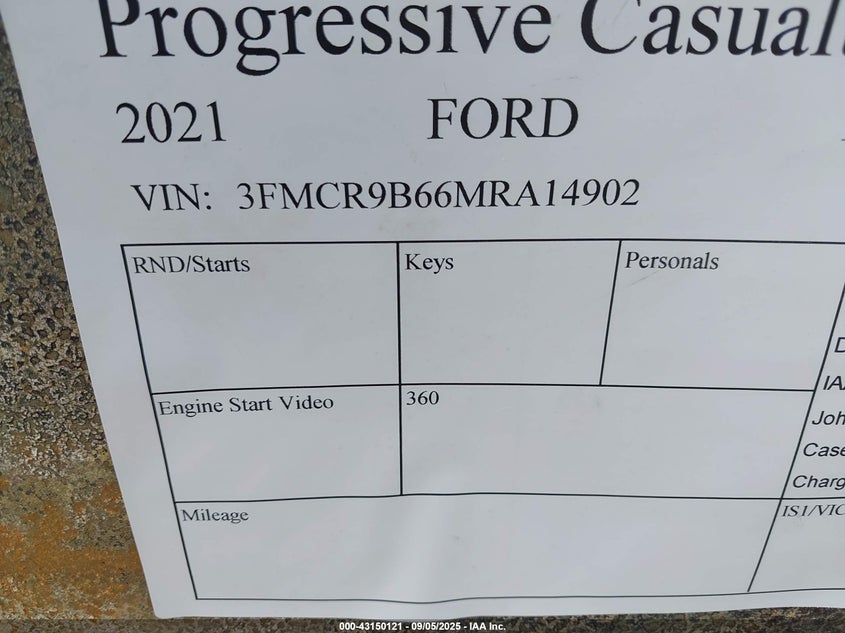 Progressive Casual
2021 FORD
VIN: 3FMCR9B66MRA14902
RND/Starts Keys Personals
D
IA
Joh
Engine Start Video 360
Case
Charg
Mileage IS1/VIC
000-43150121 - 09/05/2025 - IAA Inc.